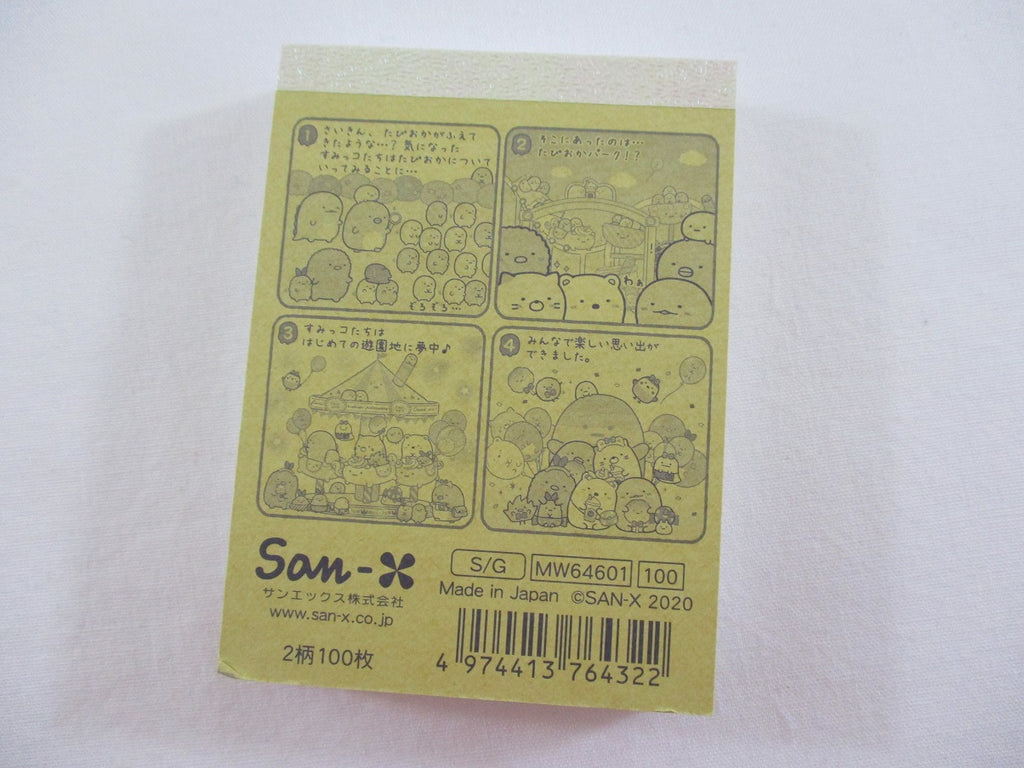 1
さいきん、たぴおかがふえて
きたような…? 気になった
すみっコたちはたぴおかについて
いってみることに…
ぞろぞろ…
2
そこにあったのは…
たぴおかパーク!?
わぁ
3
すみっコたちは
はじめての遊園地に夢中♪
4
みんなで楽しい思い出が
できました。
San-X
サンエックス株式会社
www.san-x.co.jp
2柄100枚
S/G MW64601 100
Made in Japan ©SAN-X 2020
4 974413 764322